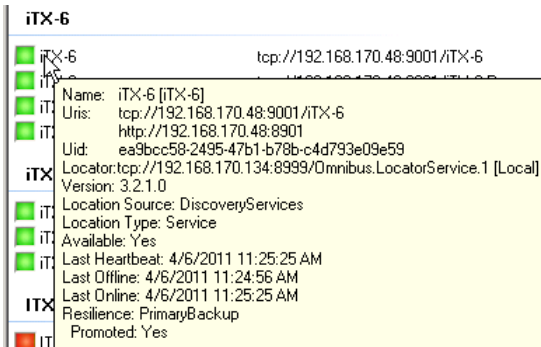 iTX-6
iTX-6 tcp://192.168.170.48:9001/iTX-6
Name: iTX-6 [iTX-6]
Uris: tcp://192.168.170.48:9001/iTX-6
http://192.168.170.48:8901
Uid: ea9bcc58-2495-47b1-b78b-c4d793e09e59
Locator:tcp://192.168.170.134:8999/Omnibus.LocatorService.1 [Local]
Version: 3.2.1.0
Location Source: DiscoveryServices
Location Type: Service
Available: Yes
Last Heartbeat: 4/6/2011 11:25:25 AM
Last Offline: 4/6/2011 11:24:56 AM
Last Online: 4/6/2011 11:25:25 AM
Resilience: PrimaryBackup
Promoted: Yes